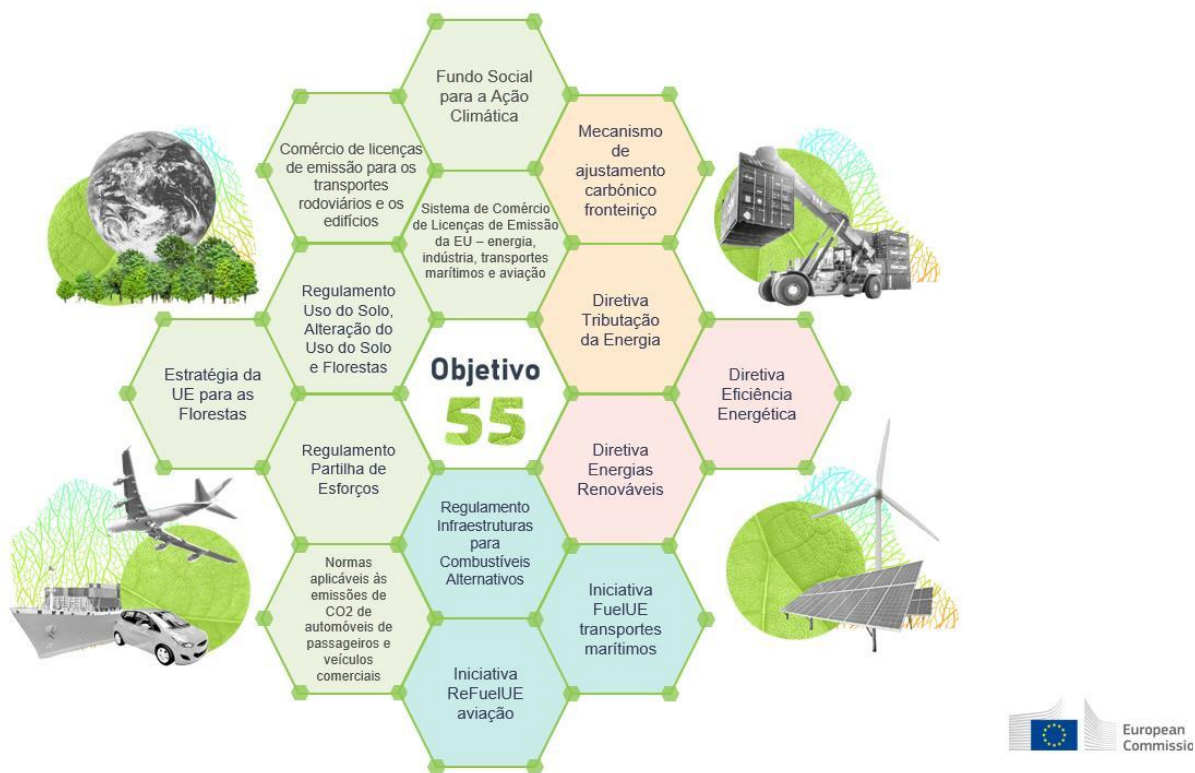 Fundo Social
para a Ação
Climática
Comércio de licenças
de emissão para os
transportes
rodoviários e os
edifícios
Mecanismo
de
ajustamento
carbónico
fronteiriço
Sistema de Comércio
de Licenças de Emissão
da EU – energia,
indústria, transportes
marítimos e aviação
Regulamento
Uso do Solo,
Alteração do
Uso do Solo
e Florestas
Diretiva
Tributação
da Energia
Estratégia da
UE para as
Florestas
Objetivo
55
Diretiva
Eficiência
Energética
Regulamento
Partilha de
Esforços
Diretiva
Energias
Renováveis
Regulamento
Infraestruturas
para
Combustíveis
Alternativos
Normas
aplicáveis às
emissões de
CO2 de
automóveis de
passageiros e
veículos
comerciais
Iniciativa
FuelUE
transportes
marítimos
Iniciativa
ReFuelUE
aviação
European
Commissio